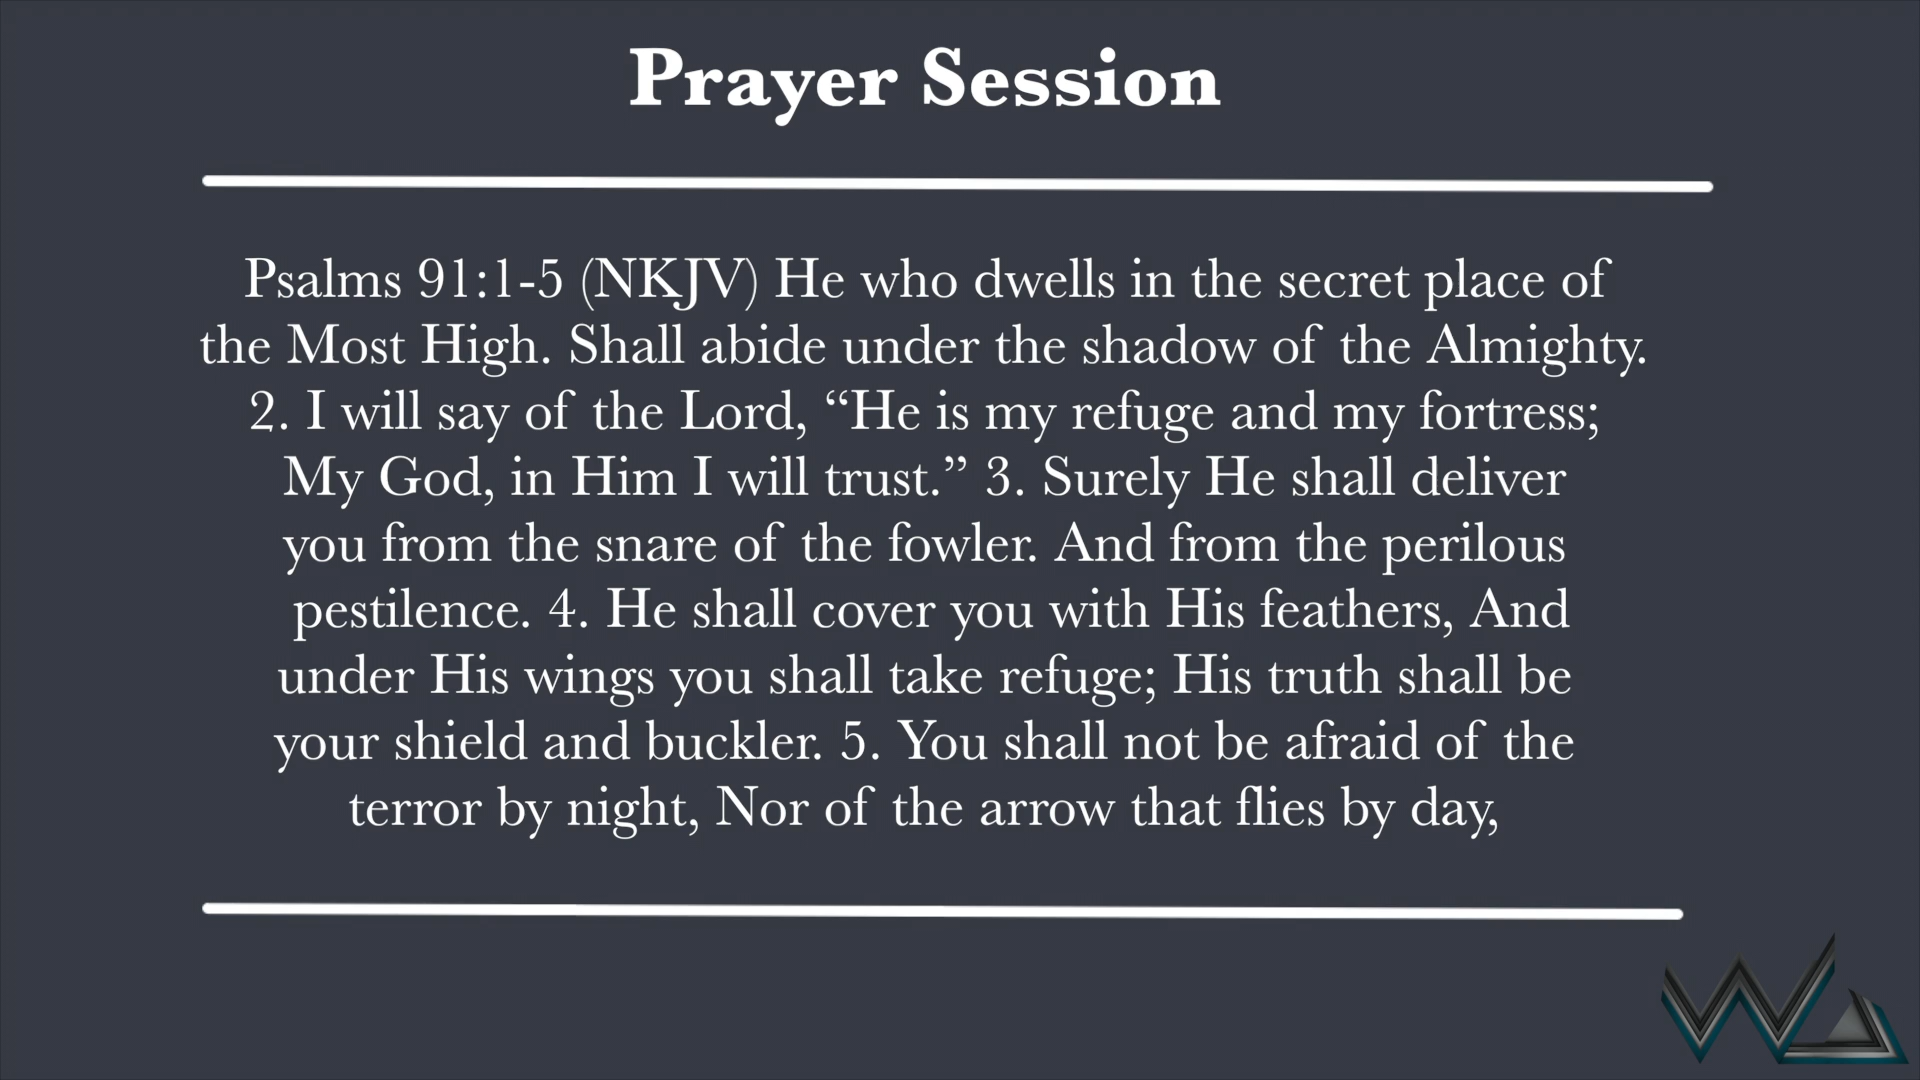 Prayer Session
Psalms 91:1-5 (NKJV) He who dwells in the secret place of
the Most High. Shall abide under the shadow of the Almighty.
2. I will say of the Lord, “He is my refuge and my fortress;
My God, in Him I will trust.” 3. Surely He shall deliver
you from the snare of the fowler. And from the perilous
pestilence. 4. He shall cover you with His feathers, And
under His wings you shall take refuge; His truth shall be
your shield and buckler. 5. You shall not be afraid of the
terror by night, Nor of the arrow that flies by day,